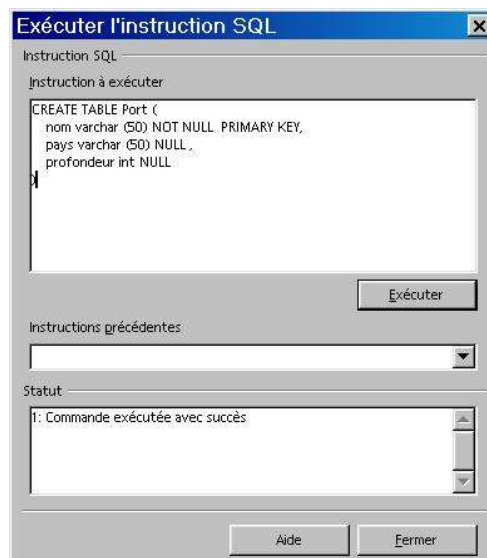 Exécuter l'instruction SQL
Instruction SQL
Instruction à exécuter
CREATE TABLE Port (
nom varchar (50) NOT NULL PRIMARY KEY,
pays varchar (50) NULL ,
profondeur int NULL
)
Exécuter
Instructions précédentes
Statut
1: Commande exécutée avec succès
Aide
Fermer